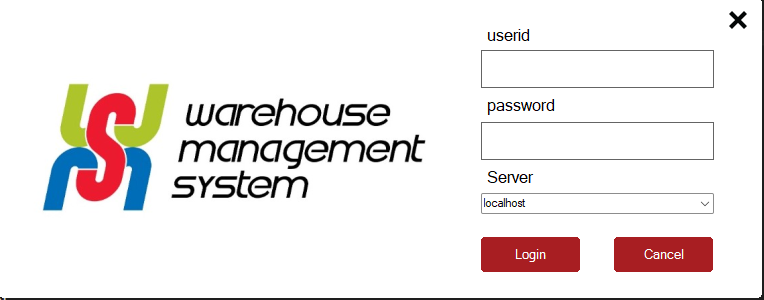 warehouse
management
system
userid
password
Server
localhost
Login
Cancel